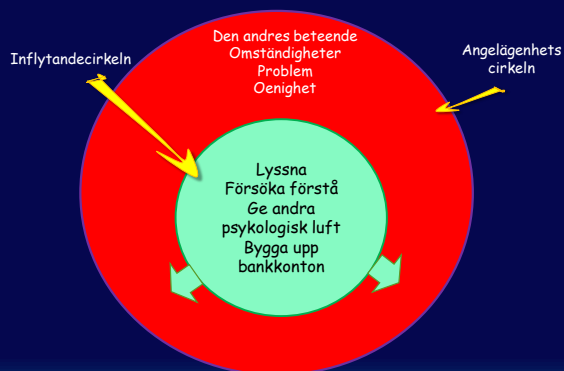 Inflytandecirkeln
Den andres beteende
Omständigheter
Problem
Oenighet
Angelägenhets
cirkeln
Lyssna
Försöka förstå
Ge andra
psykologisk luft
Bygga upp
bankkonton